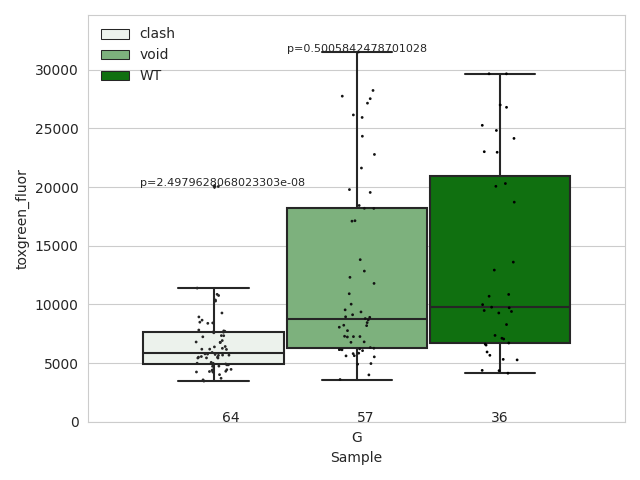 clash
void
WT
p=0.5005842478701028
p=2.4979628068023303e-08
30000
25000
20000
15000
10000
5000
0
toxgreen_fluor
64 57 36
G
Sample